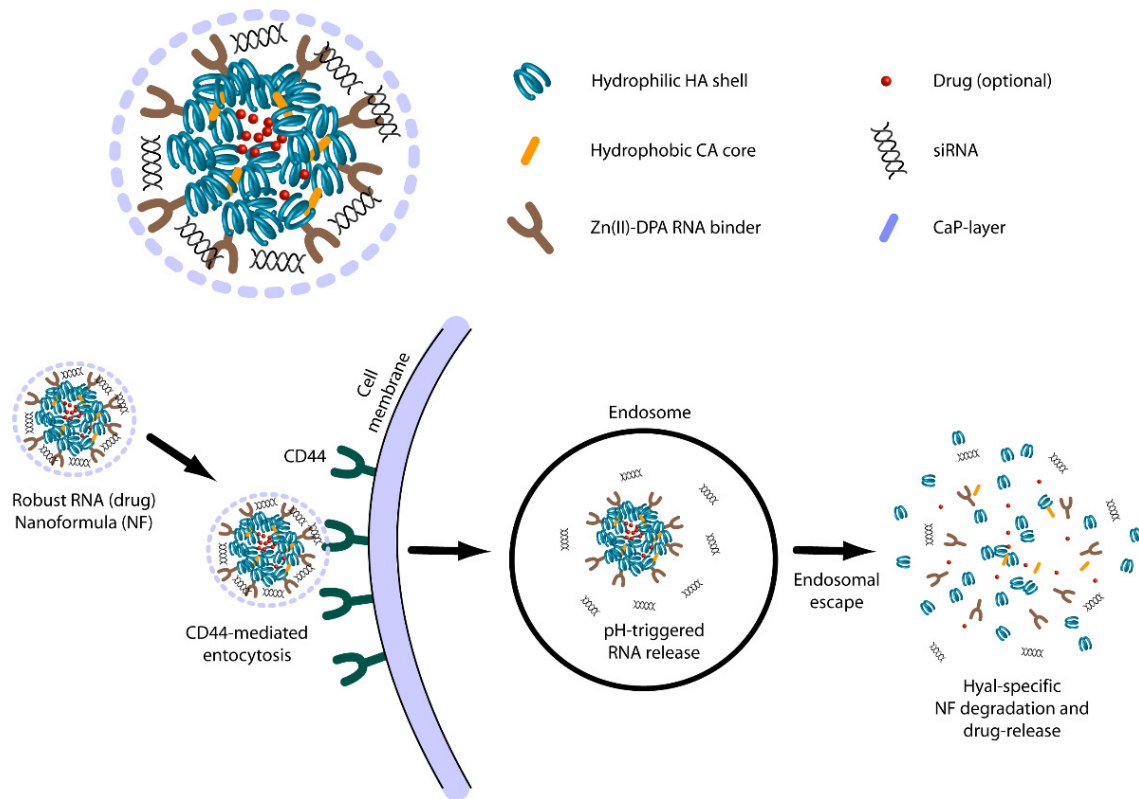 Hydrophilic HA shell
Drug (optional)
Hydrophobic CA core
siRNA
Zn(II)-DPA RNA binder
CaP-layer
Cell
membrane
CD44
Robust RNA (drug)
Nanoformula (NF)
CD44-mediated
entocytosis
Endosome
pH-triggered
RNA release
Endosomal
escape
Hyal-specific
NF degradation and
drug-release